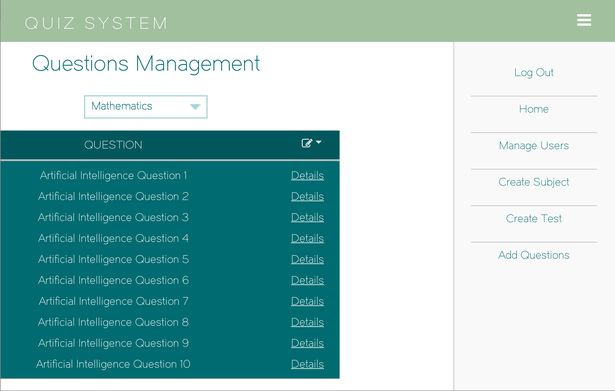 QUIZ SYSTEM
Questions Management
Mathematics
QUESTION
Artificial Intelligence Question 1 Details
Artificial Intelligence Question 2 Details
Artificial Intelligence Question 3 Details
Artificial Intelligence Question 4 Details
Artificial Intelligence Question 5 Details
Artificial Intelligence Question 6 Details
Artificial Intelligence Question 7 Details
Artificial Intelligence Question 8 Details
Artificial Intelligence Question 9 Details
Artificial Intelligence Question 10 Details
Log Out
Home
Manage Users
Create Subject
Create Test
Add Questions